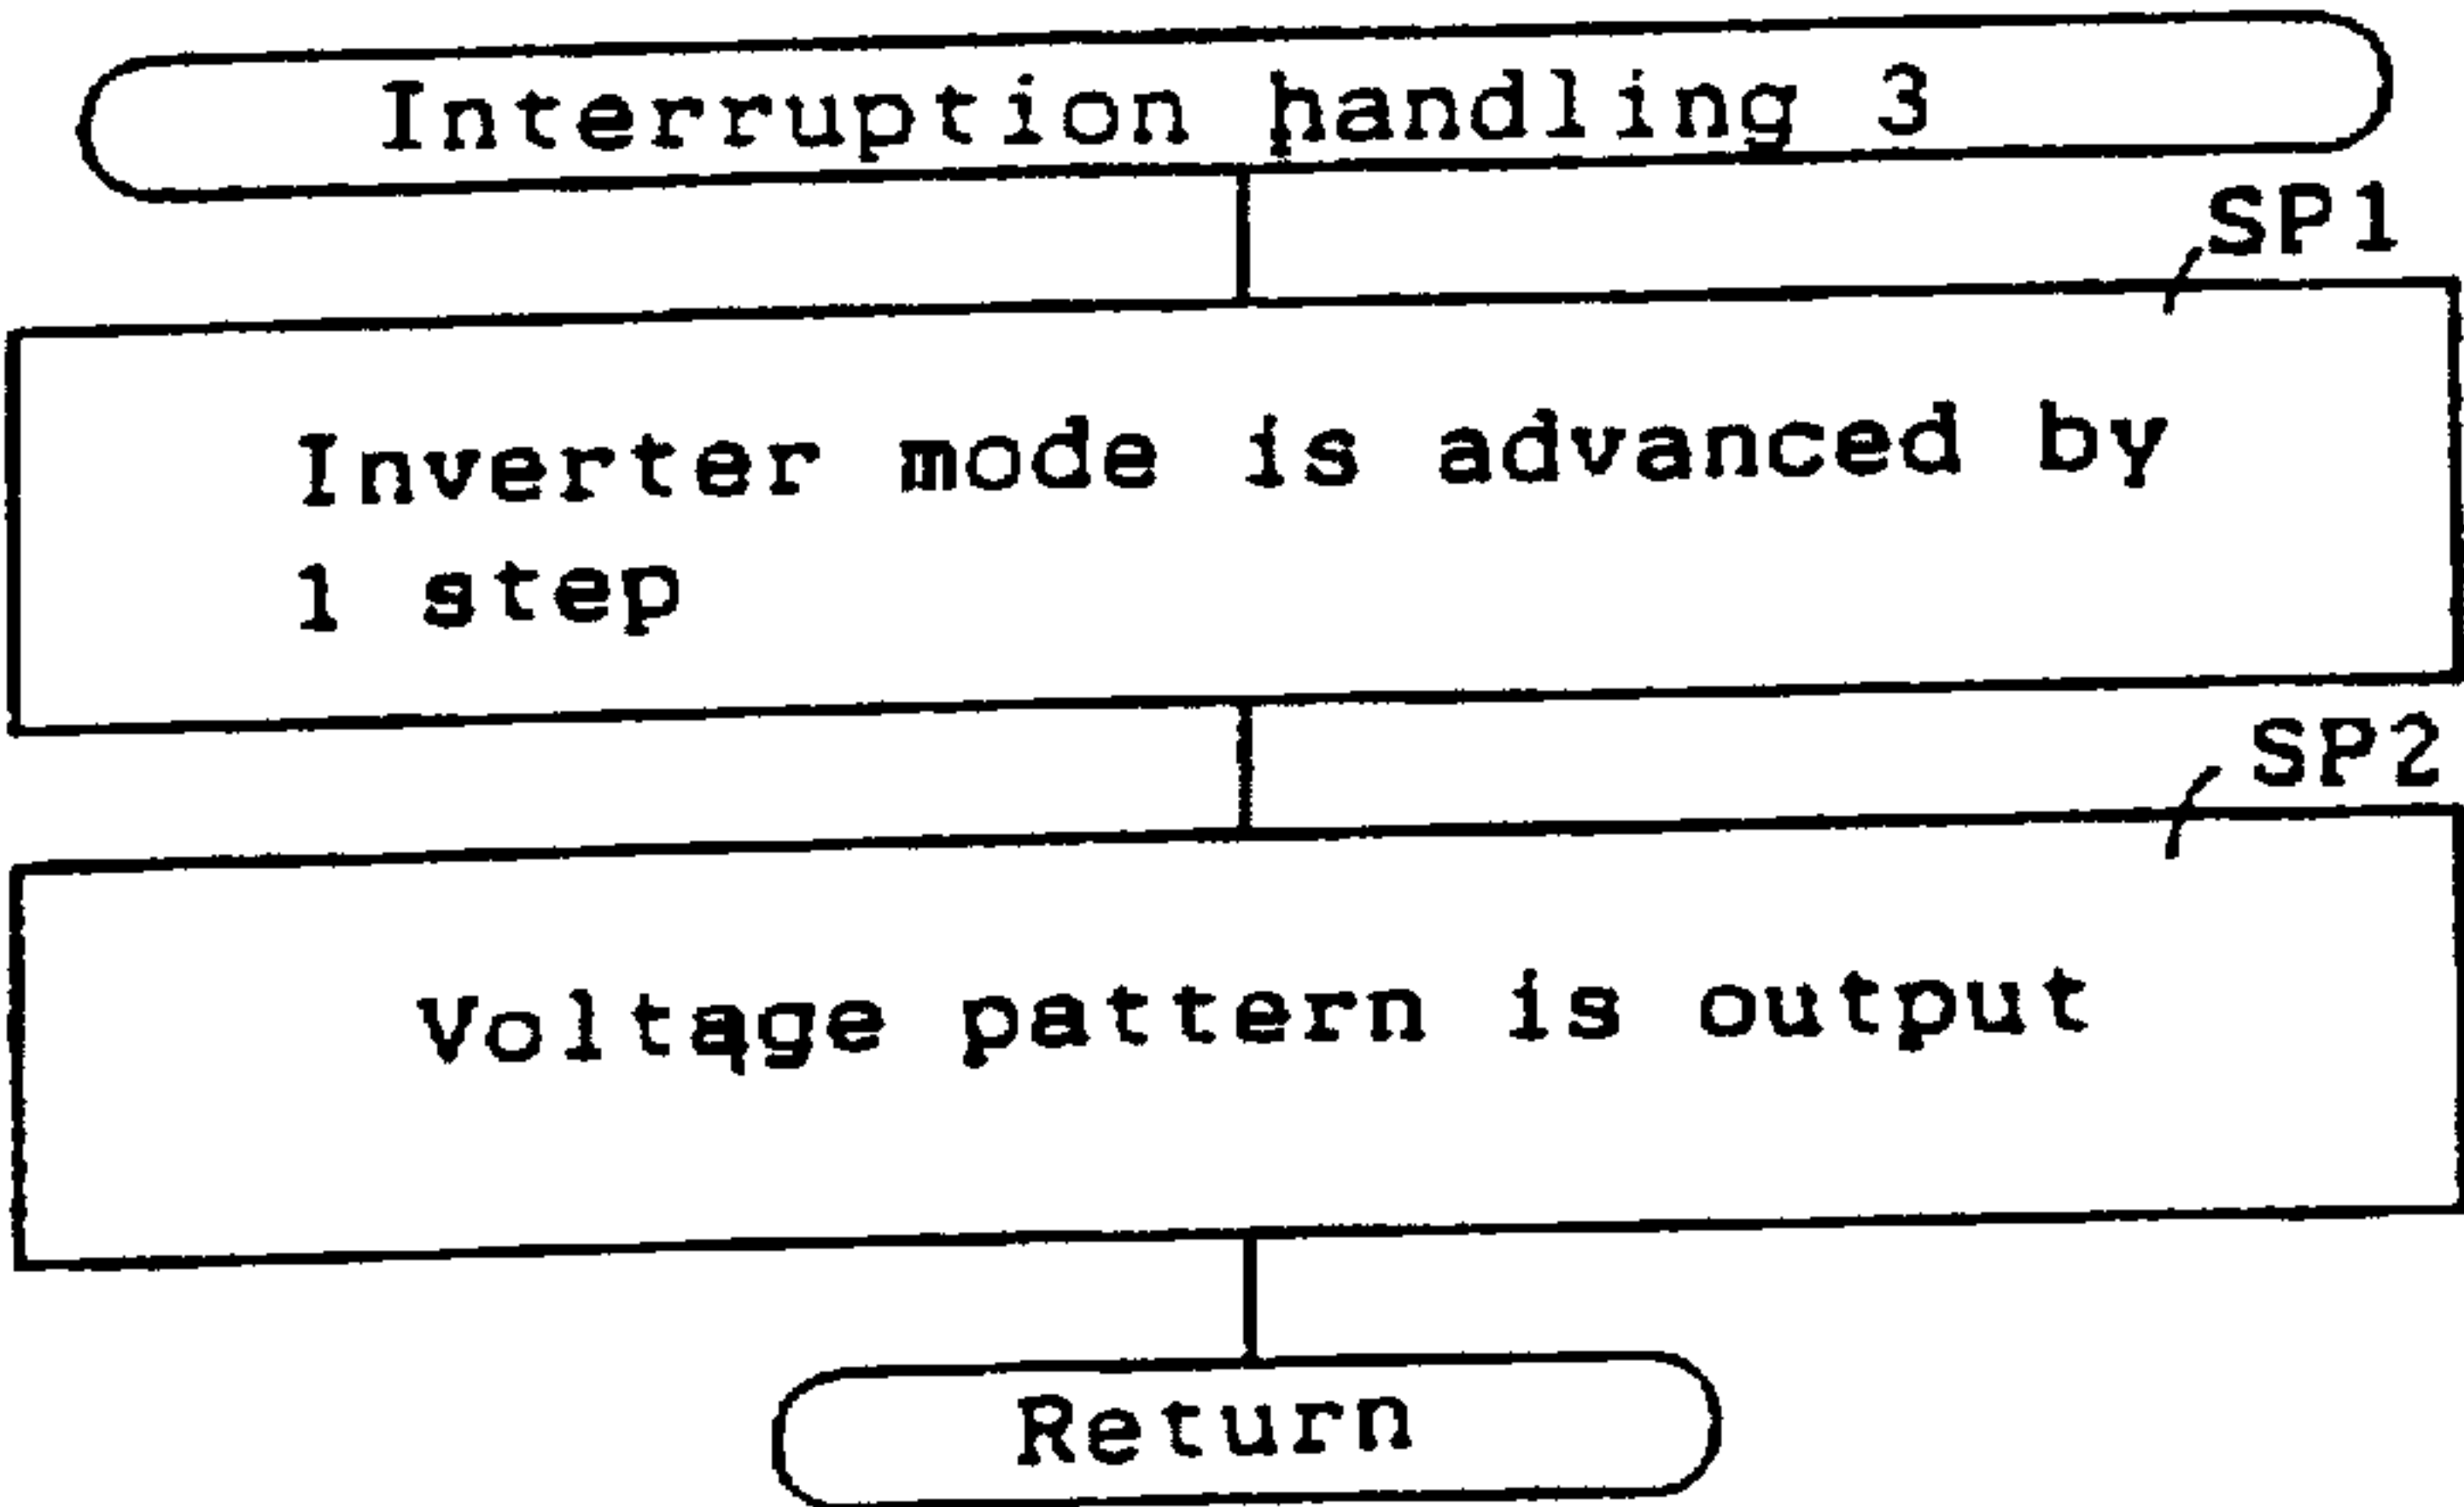 Interruption handling 3
SP1
Inverter mode is advanced by
1 step
SP2
Voltage pattern is output
Return